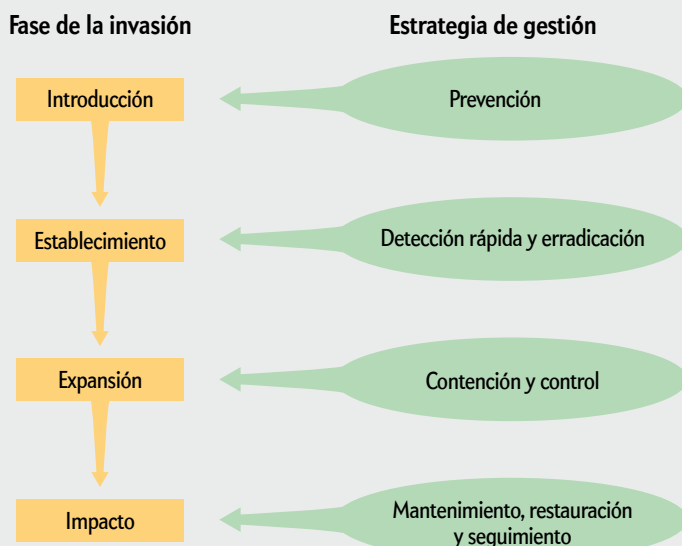 Fase de la invasión
Estrategia de gestión
Introducción
Prevención
Establecimiento
Detección rápida y erradicación
Expansión
Contención y control
Impacto
Mantenimiento, restauración
y seguimiento